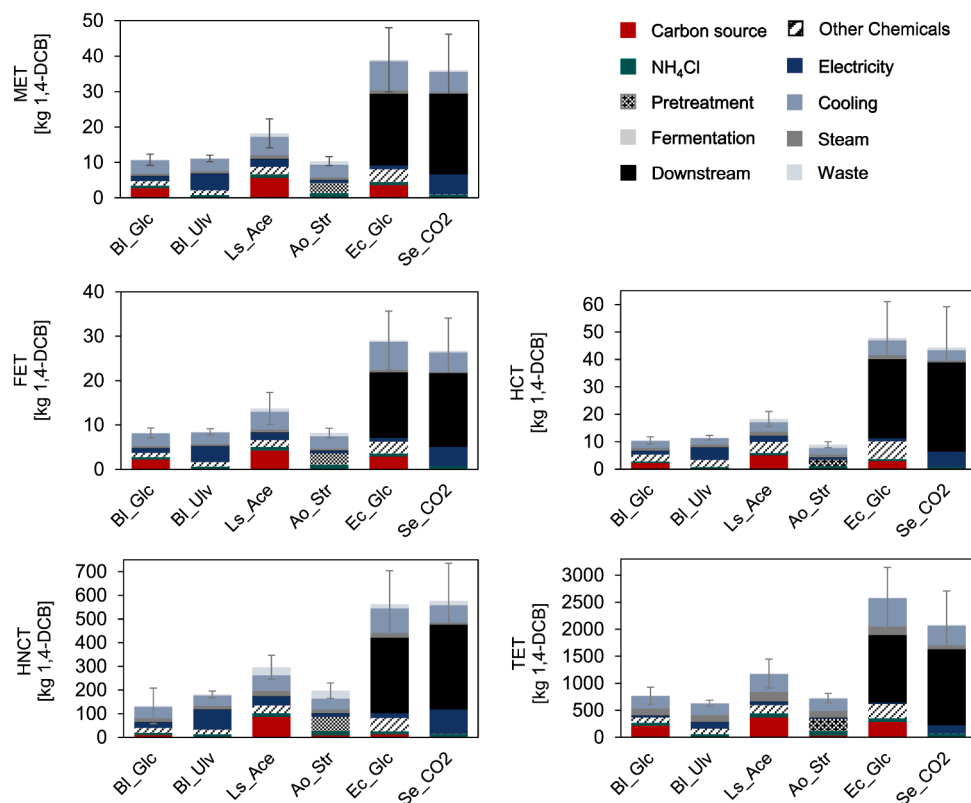 MET
[kg 1,4-DCB]
50
40
30
20
10
0
Bl_Glc
Bl_Ulv
Ls_Ace
Ao_Str
Ec_Glc
Se_CO2
Carbon source
NH₄Cl
Pretreatment
Fermentation
Downstream
Other Chemicals
Electricity
Cooling
Steam
Waste
FET
[kg 1,4-DCB]
40
30
20
10
0
Bl_Glc
Bl_Ulv
Ls_Ace
Ao_Str
Ec_Glc
Se_CO2
HCT
[kg 1,4-DCB]
60
50
40
30
20
10
0
Bl_Glc
Bl_Ulv
Ls_Ace
Ao_Str
Ec_Glc
Se_CO2
HNCT
[kg 1,4-DCB]
700
600
500
400
300
200
100
0
Bl_Glc
Bl_Ulv
Ls_Ace
Ao_Str
Ec_Glc
Se_CO2
TET
[kg 1,4-DCB]
3000
2500
2000
1500
1000
500
0
Bl_Glc
Bl_Ulv
Ls_Ace
Ao_Str
Ec_Glc
Se_CO2